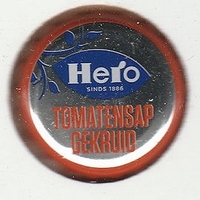 Hero
SINDS 1886
TOMATENSAP
GEKRUID